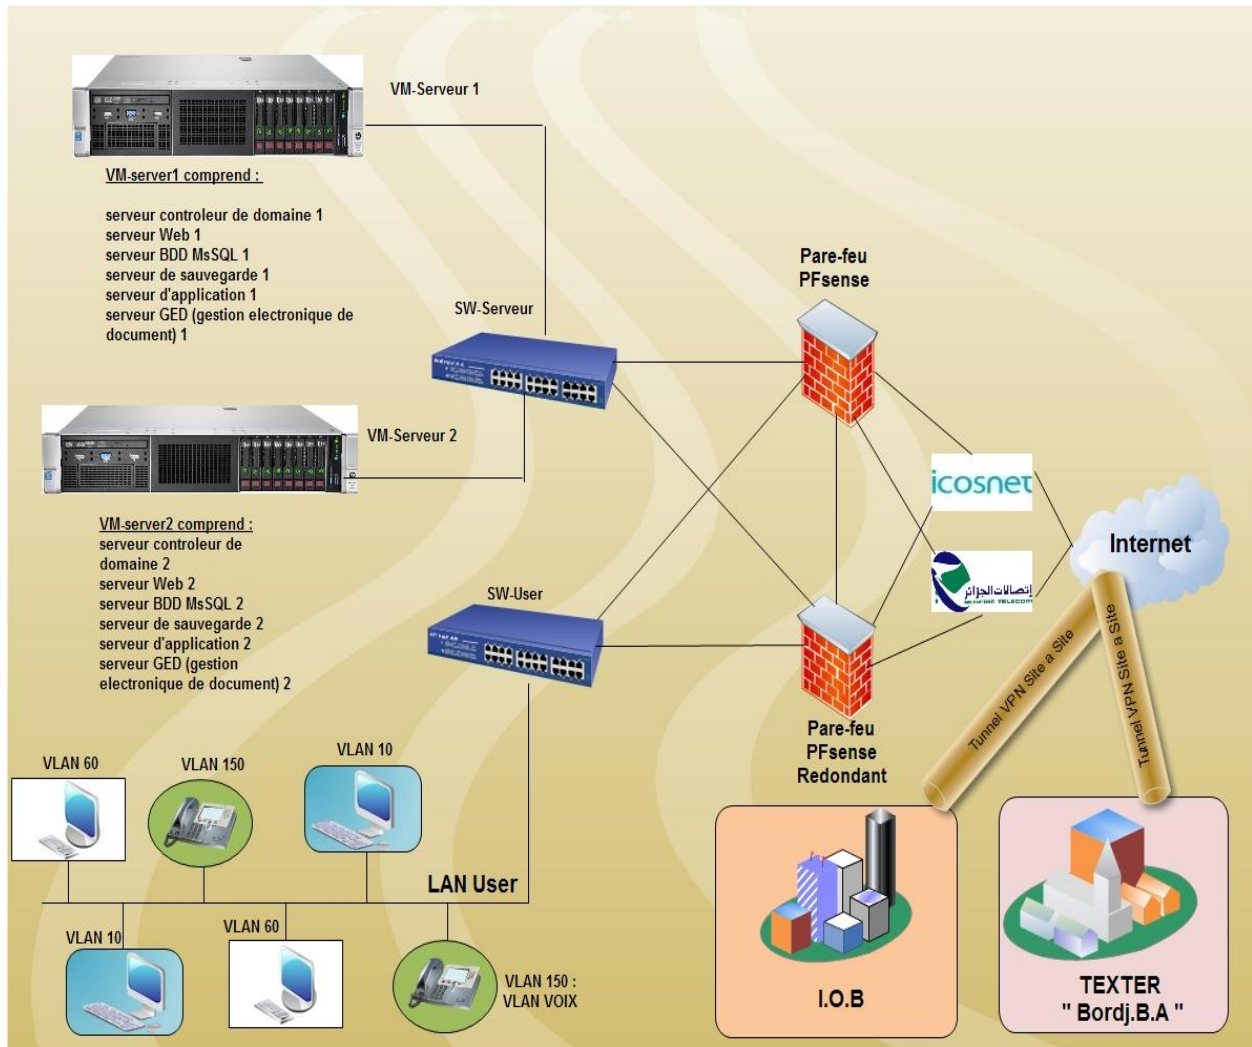 VM-Serveur 1
VM-server1 comprend :
serveur controleur de domaine 1
serveur Web 1
serveur BDD MsSQL 1
serveur de sauvegarde 1
serveur d'application 1
serveur GED (gestion electronique de
document) 1
SW-Serveur
Pare-feu
PFsense
VM-Serveur 2
VM-server2 comprend :
serveur controleur de
domaine 2
serveur Web 2
serveur BDD MsSQL 2
serveur de sauvegarde 2
serveur d'application 2
serveur GED (gestion
electronique de document) 2
SW-User
icosnet
إتصالات الجزائر
Internet
Tunnel VPN Site a Site
Tunnel VPN Site a Site
Pare-feu
PFsense
Redondant
VLAN 60
VLAN 150
VLAN 10
LAN User
VLAN 10
VLAN 60
VLAN 150 :
VLAN VOIX
I.O.B
TEXTER
" Bordj.B.A "